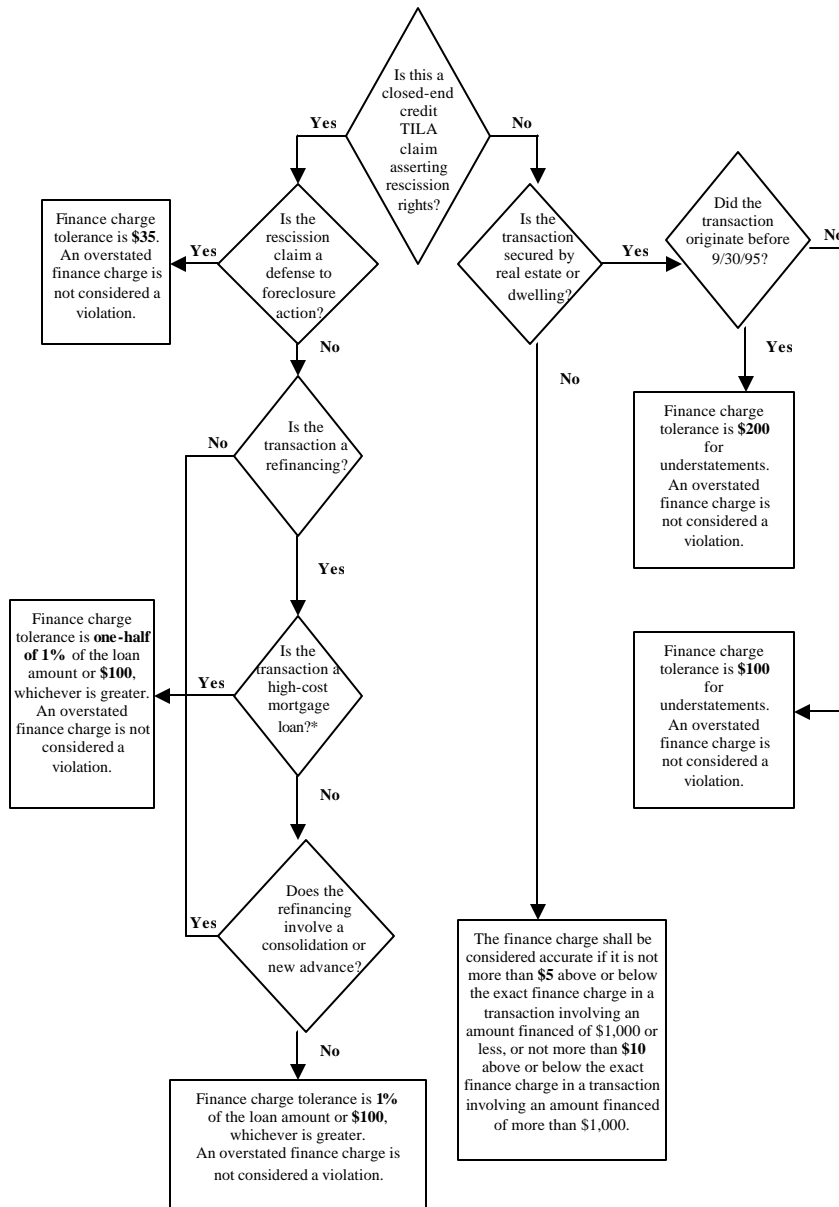 Is this a
closed-end
credit
TILA
claim
asserting
rescission
rights?
Yes
No
Is the
rescission
claim a
defense to
foreclosure
action?
Yes
No
Finance charge
tolerance is $35.
An overstated
finance charge is
not considered a
violation.
Is the
transaction
secured by
real estate or
dwelling?
Yes
No
Did the
transaction
originate before
9/30/95?
No
Yes
Finance charge
tolerance is $200
for
understatements.
An overstated
finance charge is
not considered a
violation.
Is the
transaction a
refinancing?
No
Yes
Is the
transaction a
high-cost
mortgage
loan?*
Yes
No
Finance charge
tolerance is one-half
of 1% of the loan
amount or $100,
whichever is greater.
An overstated
finance charge is not
considered a
violation.
Finance charge
tolerance is $100
for
understatements.
An overstated
finance charge is
not considered a
violation.
Does the
refinancing
involve a
consolidation or
new advance?
Yes
No
The finance charge shall be
considered accurate if it is not
more than $5 above or below
the exact finance charge in a
transaction involving an
amount financed of $1,000 or
less, or not more than $10
above or below the exact
finance charge in a transaction
involving an amount financed
of more than $1,000.
Finance charge tolerance is 1%
of the loan amount or $100,
whichever is greater.
An overstated finance charge is
not considered a violation.